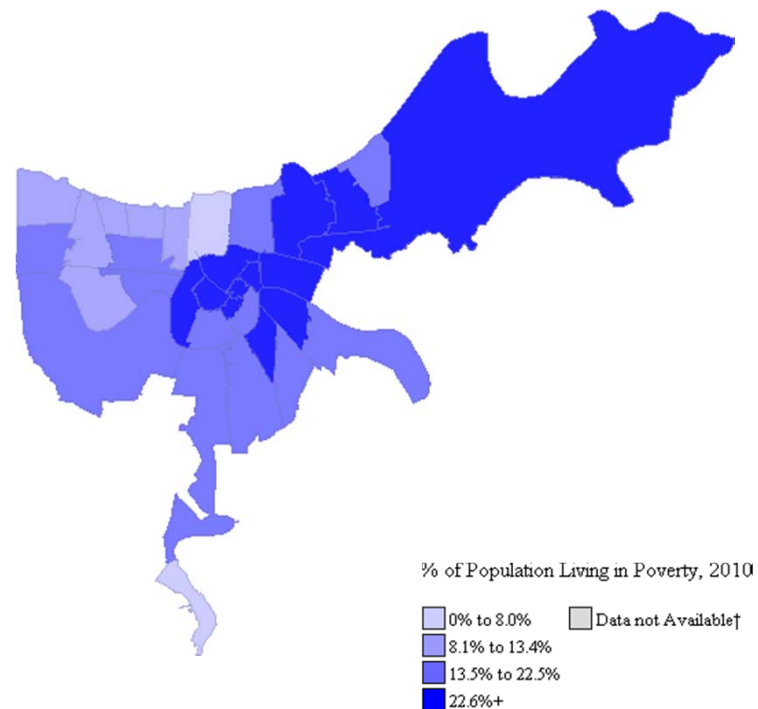 % of Population Living in Poverty, 2010
0% to 8.0%
Data not Available†
8.1% to 13.4%
13.5% to 22.5%
22.6%+